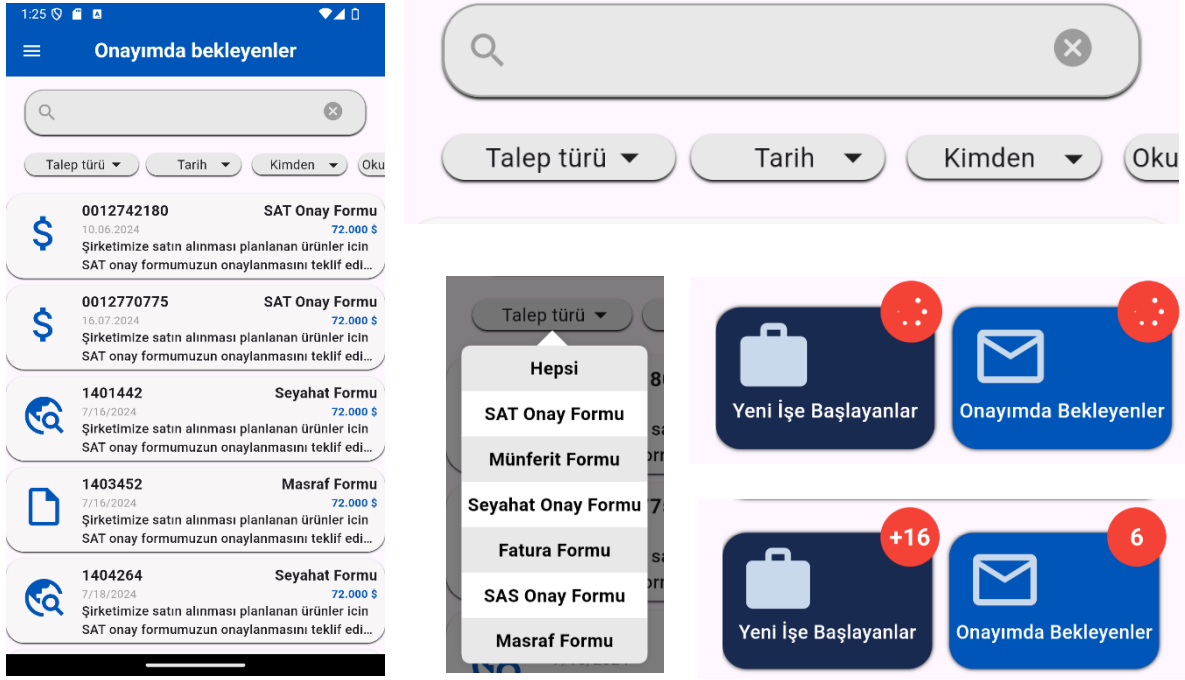 1:25
Onayımda bekleyenler
Talep türü Tarih Kimden Oku
0012742180 SAT Onay Formu
10.06.2024 72.000 $
Şirketimize satın alınması planlanan ürünler icin
SAT onay formumuzun onaylanmasını teklif edi...
0012770775 SAT Onay Formu
16.07.2024 72.000 $
Şirketimize satın alınması planlanan ürünler icin
SAT onay formumuzun onaylanmasını teklif edi...
1401442 Seyahat Formu
7/16/2024 72.000 $
Şirketimize satın alınması planlanan ürünler icin
SAT onay formumuzun onaylanmasını teklif edi...
1403452 Masraf Formu
7/16/2024 72.000 $
Şirketimize satın alınması planlanan ürünler icin
SAT onay formumuzun onaylanmasını teklif edi...
1404264 Seyahat Formu
7/18/2024 72.000 $
Şirketimize satın alınması planlanan ürünler icin
SAT onay formumuzun onaylanmasını teklif edi...
Talep türü Tarih Kimden Oku
Talep türü
Hepsi
SAT Onay Formu
Münferit Formu
Seyahat Onay Formu
Fatura Formu
SAS Onay Formu
Masraf Formu
Yeni İşe Başlayanlar
Onayımda Bekleyenler
+16
Yeni İşe Başlayanlar
6
Onayımda Bekleyenler